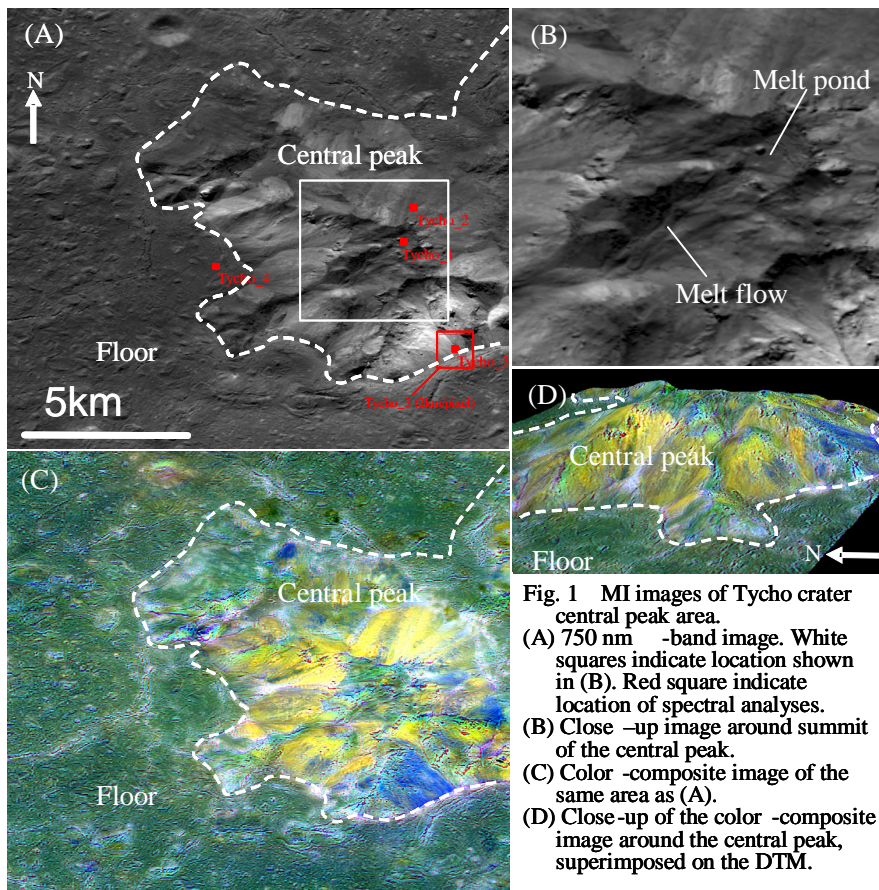 (A)
N
Central peak
Tycho_2
Tycho_1
Tycho_4
Floor
Tycho_3
5km
(B)
Melt pond
Melt flow
(C)
Central peak
Floor
(D)
Central peak
Floor
N
Fig. 1 MI images of Tycho crater
central peak area.
(A) 750 nm -band image. White
squares indicate location shown
in (B). Red square indicate
location of spectral analyses.
(B) Close –up image around summit
of the central peak.
(C) Color -composite image of the
same area as (A).
(D) Close-up of the color -composite
image around the central peak,
superimposed on the DTM.